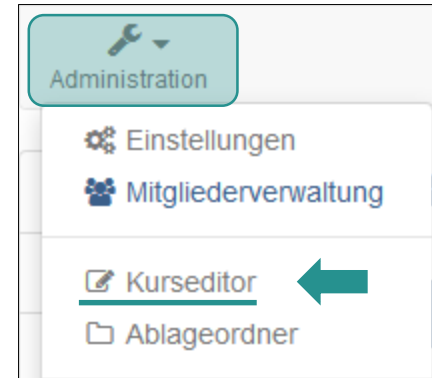 Administration
Einstellungen
Mitgliederverwaltung
Kurseditor
Ablageordner